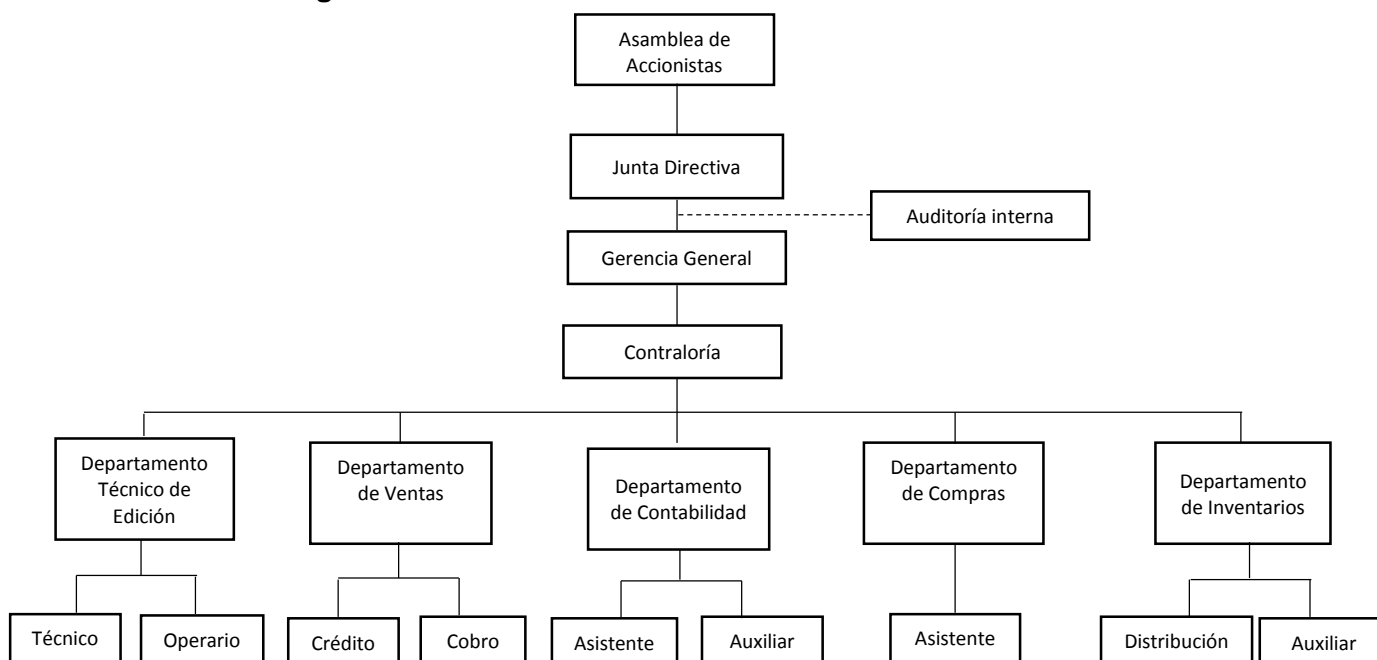 Asamblea de
Accionistas
Junta Directiva
Auditoría interna
Gerencia General
Contraloría
Departamento
Técnico de
Edición
Departamento
de Ventas
Departamento
de Contabilidad
Departamento
de Compras
Departamento
de Inventarios
Técnico
Operario
Crédito
Cobro
Asistente
Auxiliar
Asistente
Distribución
Auxiliar